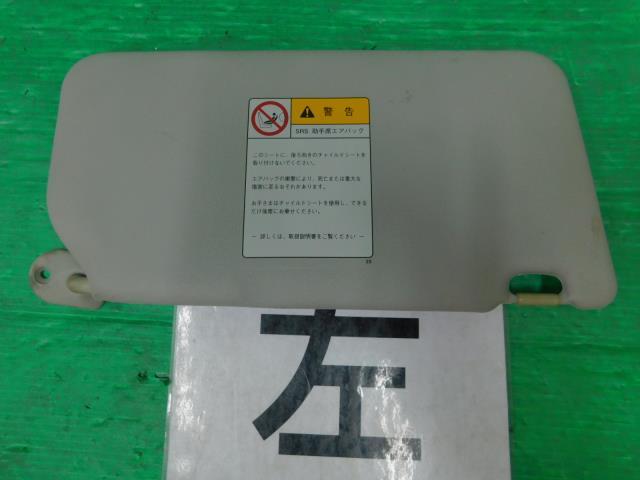 警告
SRS 助手席エアバッグ
このシートに、後ろ向きのチャイルドシートを
取り付けないでください。
エアバッグの衝撃により、死亡または重大な
傷害に至るおそれがあります。
お子さまはチャイルドシートを使用し、できる
だけ後席にお乗せください。
― 詳しくは、取扱説明書をご覧ください ―
左